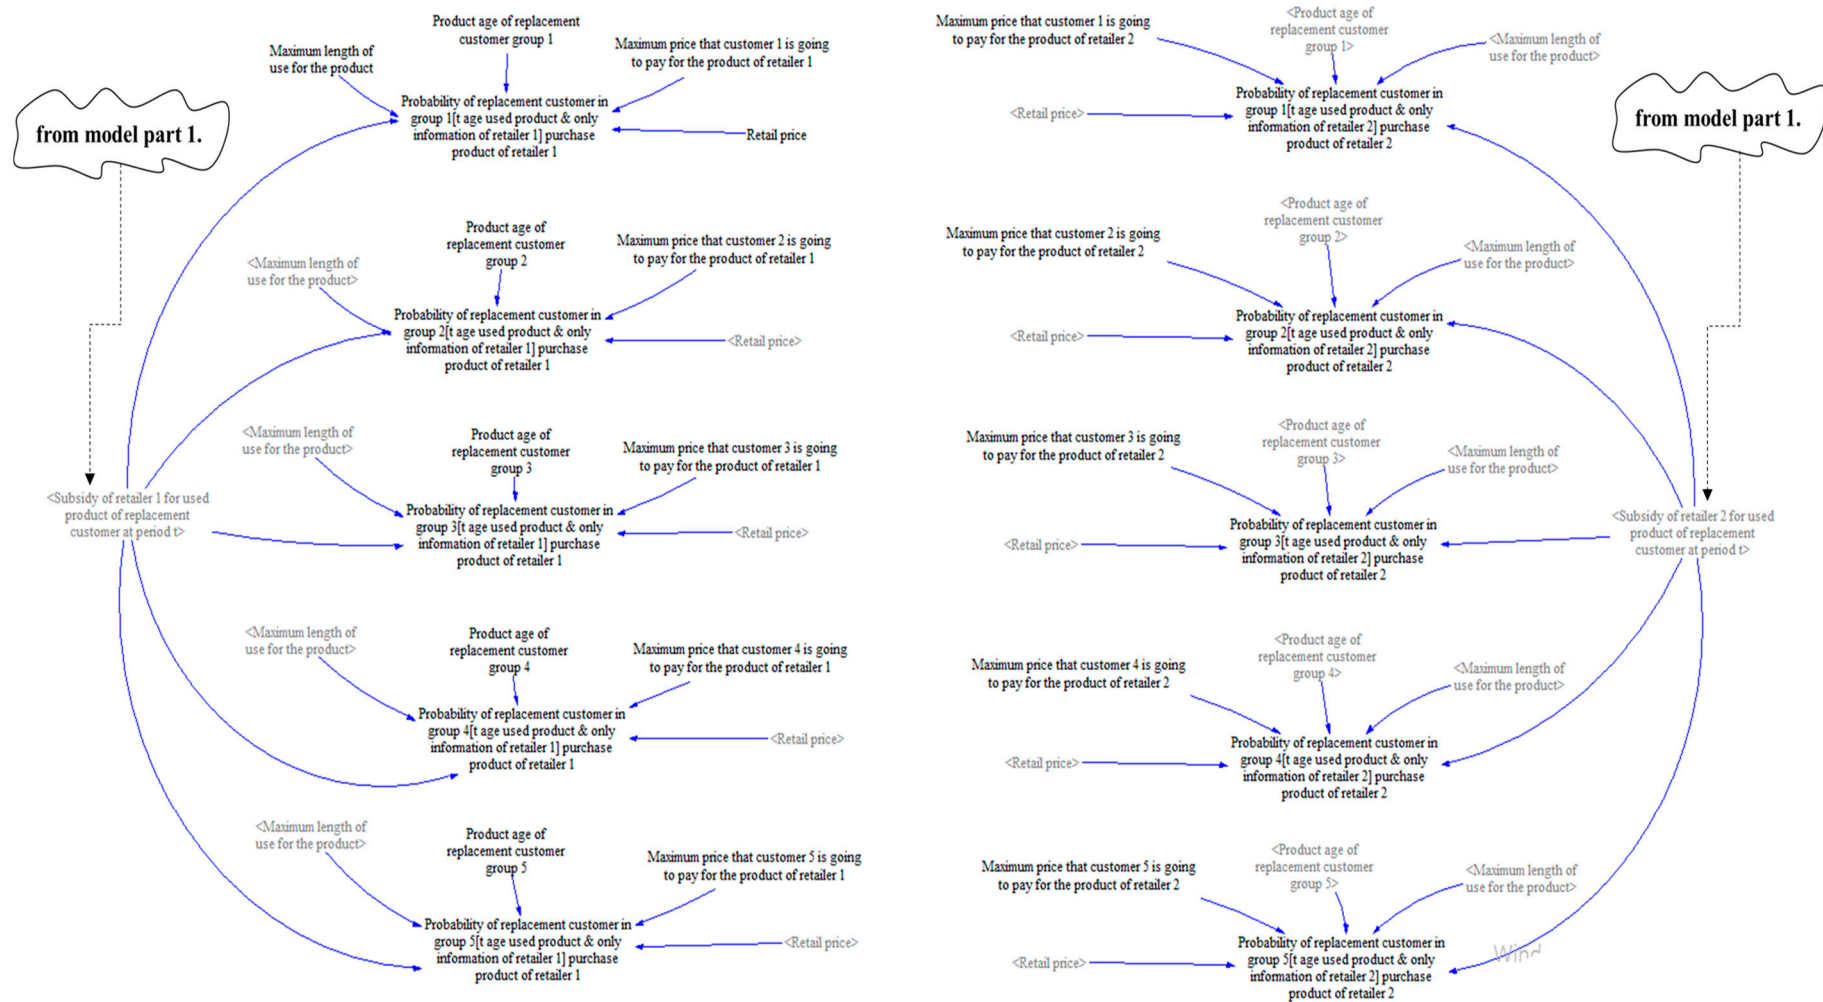 from model part 1.
<Subsidy of retailer 1 for used
product of replacement
customer at period t>
Maximum length of
use for the product
Product age of replacement
customer group 1
Maximum price that customer 1 is going
to pay for the product of retailer 1
Probability of replacement customer in
group 1[t age used product & only
information of retailer 1] purchase
product of retailer 1
Retail price
<Maximum length of
use for the product>
Product age of
replacement customer
group 2
Maximum price that customer 2 is going
to pay for the product of retailer 1
Probability of replacement customer in
group 2[t age used product & only
information of retailer 1] purchase
product of retailer 1
<Retail price>
<Maximum length of
use for the product>
Product age of
replacement customer
group 3
Maximum price that customer 3 is going
to pay for the product of retailer 1
Probability of replacement customer in
group 3[t age used product & only
information of retailer 1] purchase
product of retailer 1
<Retail price>
<Maximum length of
use for the product>
Product age of
replacement customer
group 4
Maximum price that customer 4 is going
to pay for the product of retailer 1
Probability of replacement customer in
group 4[t age used product & only
information of retailer 1] purchase
product of retailer 1
<Retail price>
<Maximum length of
use for the product>
Product age of
replacement customer
group 5
Maximum price that customer 5 is going
to pay for the product of retailer 1
Probability of replacement customer in
group 5[t age used product & only
information of retailer 1] purchase
product of retailer 1
<Retail price>
Maximum price that customer 1 is going
to pay for the product of retailer 2
<Product age of
replacement customer
group 1>
<Maximum length of
use for the product>
<Retail price>
Probability of replacement customer in
group 1[t age used product & only
information of retailer 2] purchase
product of retailer 2
from model part 1.
<Subsidy of retailer 2 for used
product of replacement
customer at period t>
Maximum price that customer 2 is going
to pay for the product of retailer 2
<Product age of
replacement customer
group 2>
<Maximum length of
use for the product>
<Retail price>
Probability of replacement customer in
group 2[t age used product & only
information of retailer 2] purchase
product of retailer 2
Maximum price that customer 3 is going
to pay for the product of retailer 2
<Product age of
replacement customer
group 3>
<Maximum length of
use for the product>
<Retail price>
Probability of replacement customer in
group 3[t age used product & only
information of retailer 2] purchase
product of retailer 2
Maximum price that customer 4 is going
to pay for the product of retailer 2
<Product age of
replacement customer
group 4>
<Maximum length of
use for the product>
<Retail price>
Probability of replacement customer in
group 4[t age used product & only
information of retailer 2] purchase
product of retailer 2
Maximum price that customer 5 is going
to pay for the product of retailer 2
<Product age of
replacement customer
group 5>
<Maximum length of
use for the product>
<Retail price>
Probability of replacement customer in
group 5[t age used product & only
information of retailer 2] purchase
product of retailer 2